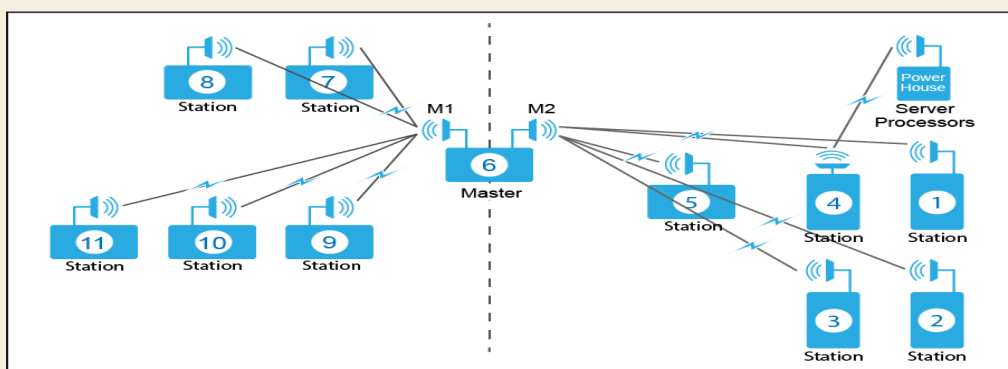 8
Station
7
Station
M1
M2
6
Master
Power
House
Server
Processors
11
Station
10
Station
9
Station
5
Station
4
Station
1
Station
3
Station
2
Station